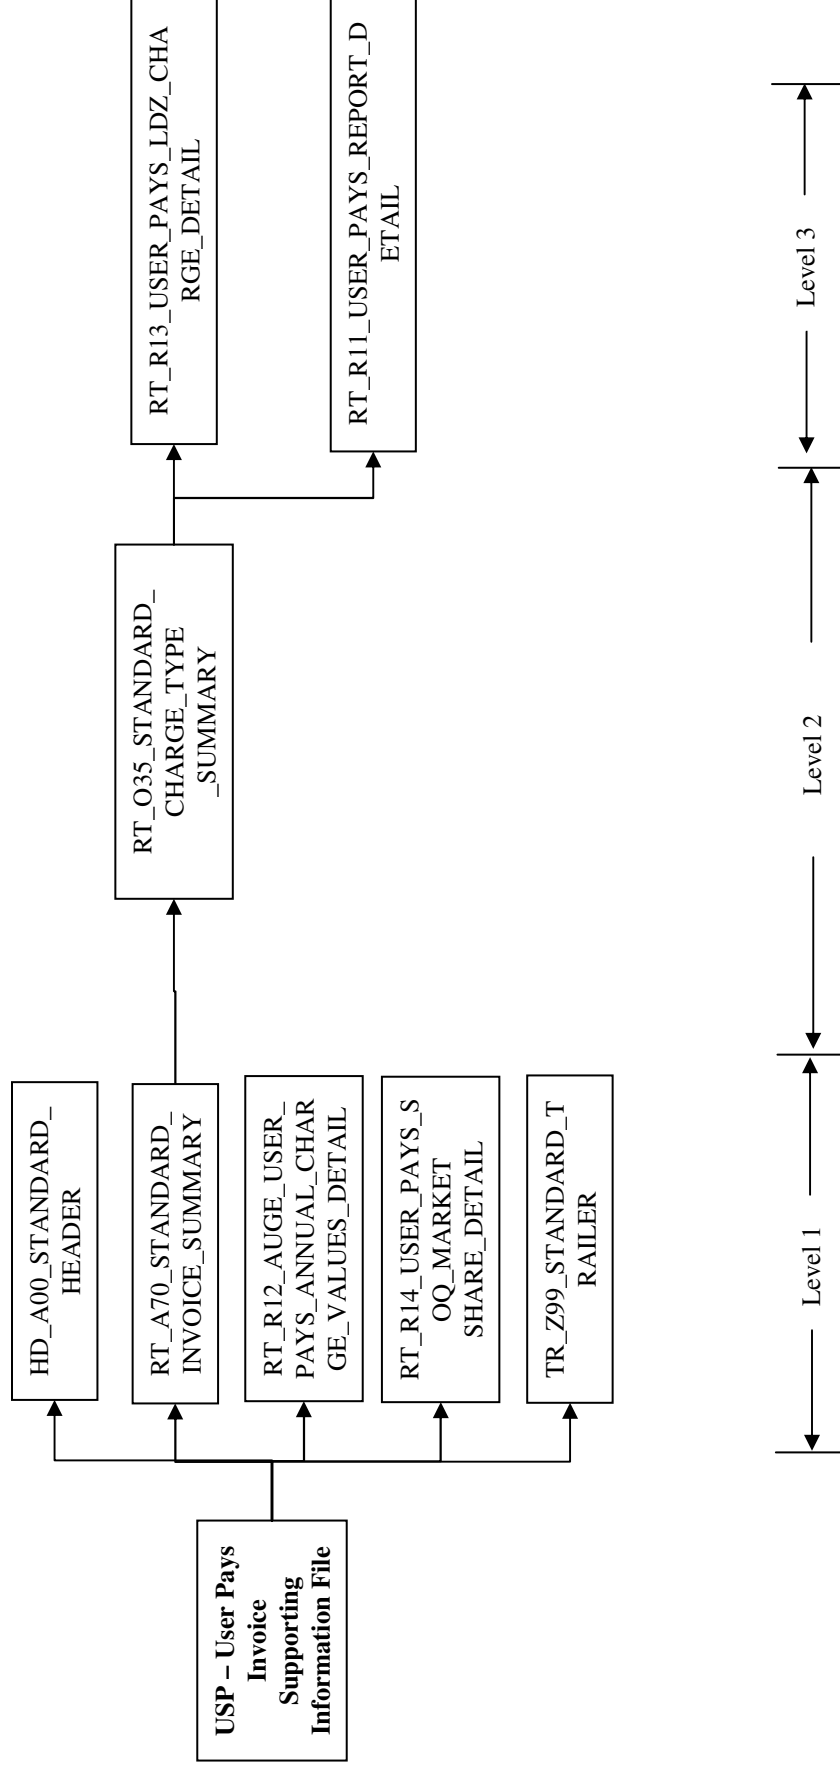 USP – User Pays
Invoice
Supporting
Information File
HD_A00_STANDARD_
HEADER
RT_A70_STANDARD_
INVOICE_SUMMARY
RT_R12_AUGE_USER_
PAYS_ANNUAL_CHAR
GE_VALUES_DETAIL
RT_R14_USER_PAYS_S
OQ_MARKET
SHARE_DETAIL
TR_Z99_STANDARD_T
RAILER
RT_O35_STANDARD_
CHARGE_TYPE
_SUMMARY
RT_R13_USER_PAYS_LDZ_CHA
RGE_DETAIL
RT_R11_USER_PAYS_REPORT_D
ETAIL
Level 1
Level 2
Level 3